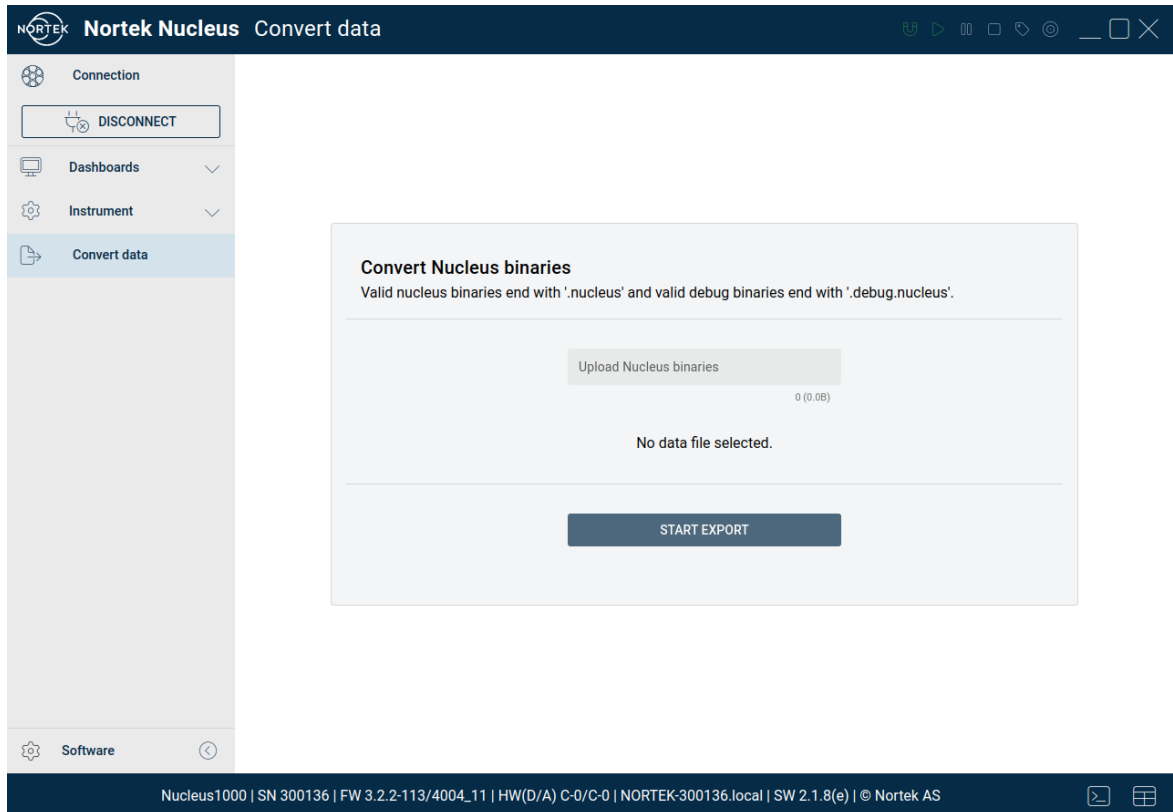 NORTEK Nortek Nucleus Convert data
Connection
DISCONNECT
Dashboards
Instrument
Convert data
Convert Nucleus binaries
Valid nucleus binaries end with '.nucleus' and valid debug binaries end with '.debug.nucleus'.
Upload Nucleus binaries
0 (0.0B)
No data file selected.
START EXPORT
Software
Nucleus1000 | SN 300136 | FW 3.2.2-113/4004_11 | HW(D/A) C-0/C-0 | NORTEK-300136.local | SW 2.1.8(e) | © Nortek AS